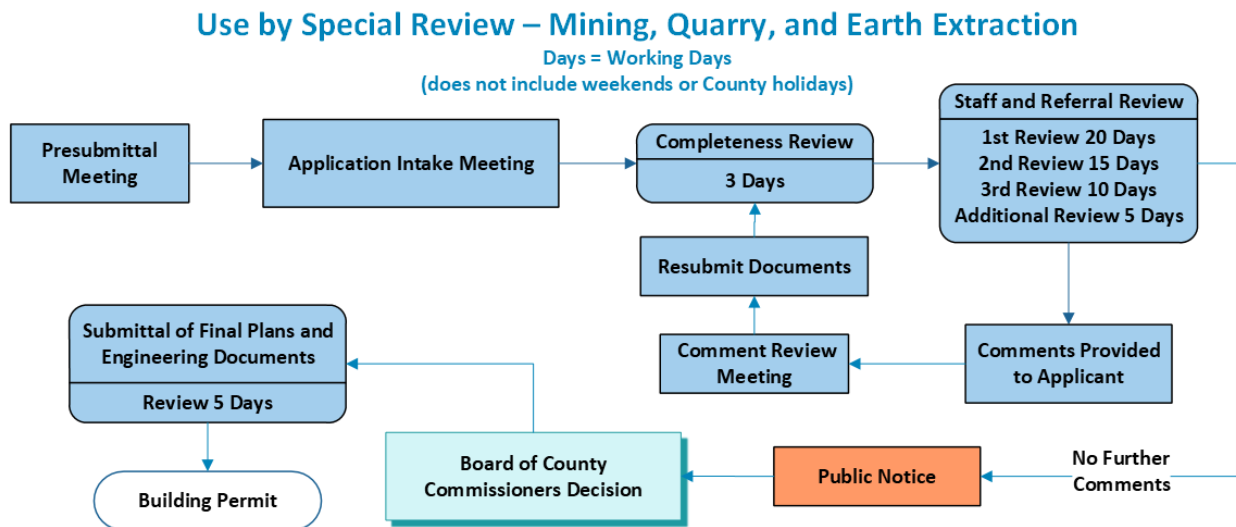 Use by Special Review – Mining, Quarry, and Earth Extraction
Days = Working Days
(does not include weekends or County holidays)
Presubmittal
Meeting
Application Intake Meeting
Completeness Review
3 Days
Staff and Referral Review
1st Review 20 Days
2nd Review 15 Days
3rd Review 10 Days
Additional Review 5 Days
Resubmit Documents
Comment Review
Meeting
Comments Provided
to Applicant
Submittal of Final Plans and
Engineering Documents
Review 5 Days
Building Permit
Board of County
Commissioners Decision
Public Notice
No Further
Comments